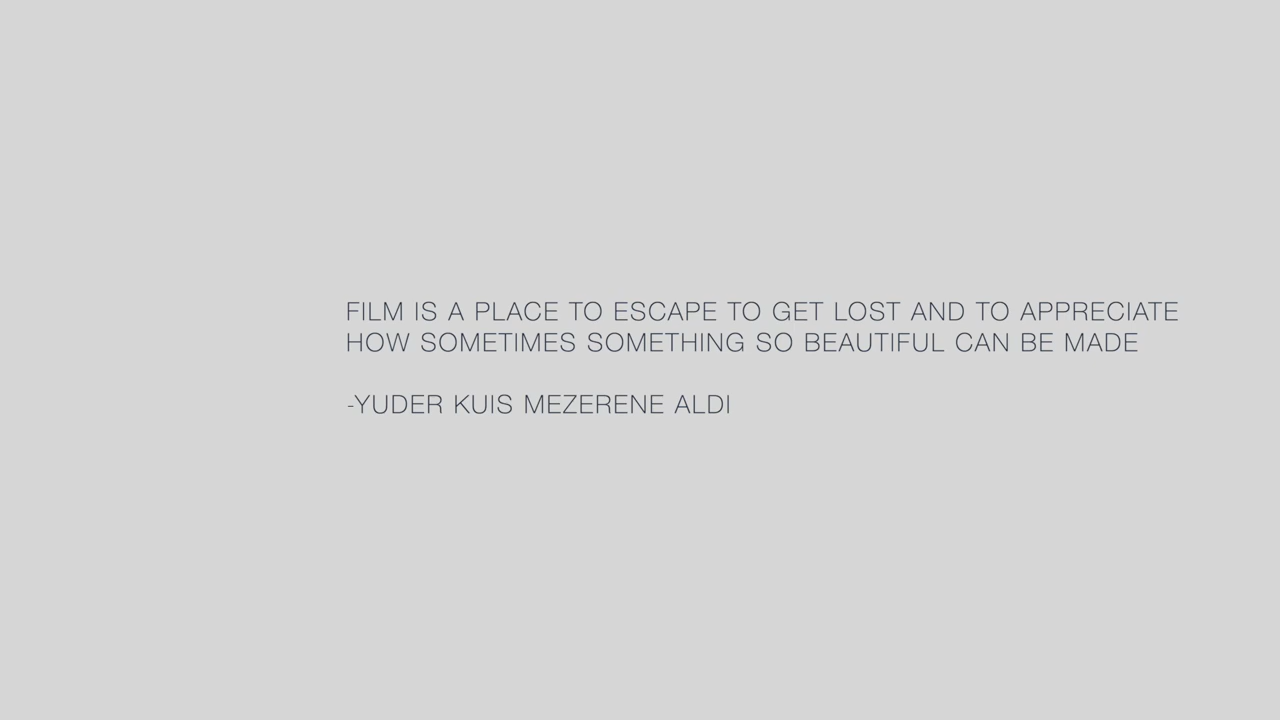 FILM IS A PLACE TO ESCAPE TO GET LOST AND TO APPRECIATE
HOW SOMETIMES SOMETHING SO BEAUTIFUL CAN BE MADE
-YUDER KUIS MEZERENE ALDI